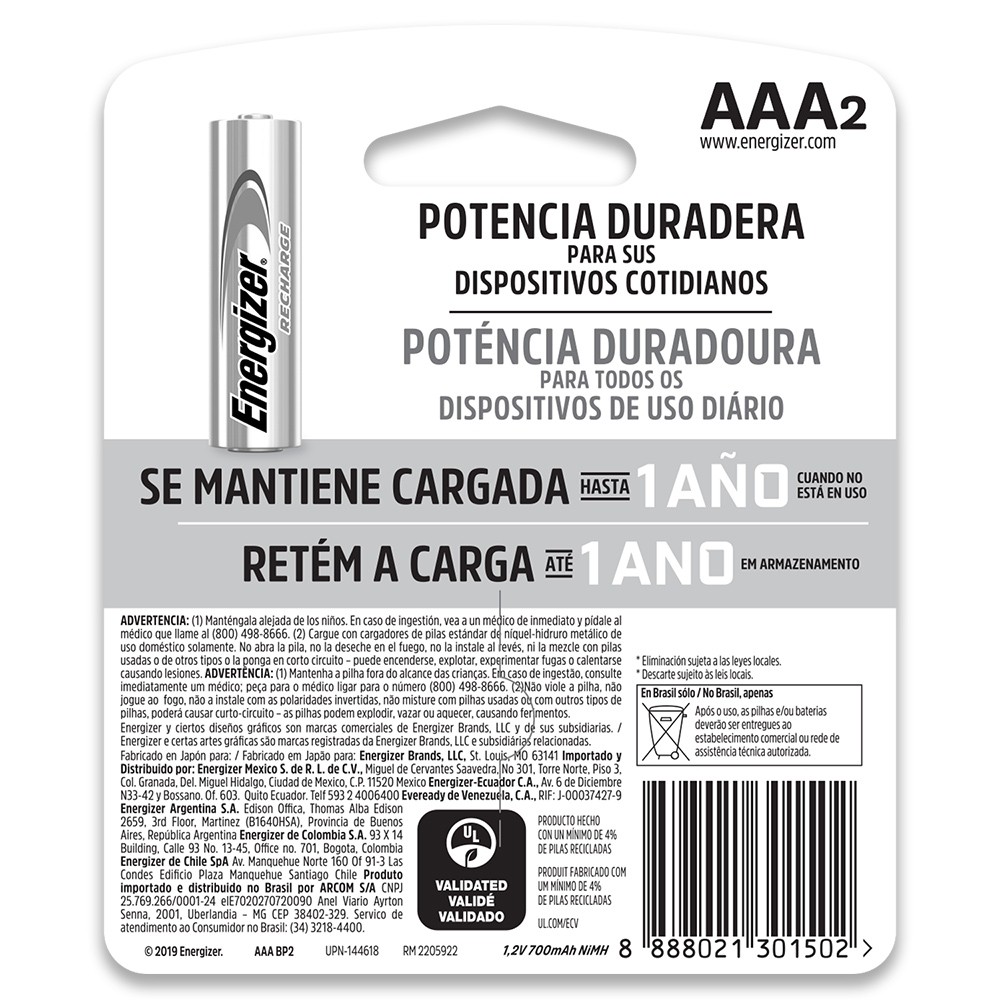 AAA2
www.energizer.com
Energizer®
RECHARGE
POTENCIA DURADERA
PARA SUS
DISPOSITIVOS COTIDIANOS
POTÉNCIA DURADOURA
PARA TODOS OS
DISPOSITIVOS DE USO DIÁRIO
SE MANTIENE CARGADA HASTA 1 AÑO CUANDO NO
ESTÁ EN USO
RETÉM A CARGA ATÉ 1 ANO EM ARMAZENAMENTO
ADVERTENCIA: (1) Manténgala alejada de los niños. En caso de ingestión, vea a un médico de inmediato y pídale al
médico que llame al (800) 498-8666. (2) Cargue con cargadores de pilas estándar de níquel-hidruro metálico de
uso doméstico solamente. No abra la pila, no la deseche en el fuego, no la instale al revés, ni la mezcle con pilas
usadas o de otros tipos o la ponga en corto circuito – puede encenderse, explotar, experimentar fugas o calentarse
causando lesiones. ADVERTÊNCIA: (1) Mantenha a pilha fora do alcance das crianças. Em caso de ingestão, consulte
imediatamente um médico; peça para o médico ligar para o número (800) 498-8666. (2)Não viole a pilha, não
jogue ao fogo, não a instale com as polaridades invertidas, não misture com pilhas usadas ou com outros tipos de
pilhas, poderá causar curto-circuito – as pilhas podem explodir, vazar ou aquecer, causando ferimentos.
Energizer y ciertos diseños gráficos son marcas comerciales de Energizer Brands, LLC y de sus subsidiarias. /
Energizer e certas artes gráficas são marcas registradas da Energizer Brands, LLC e subsidiárias relacionadas.
Fabricado en Japón para: / Fabricado em Japón para: Energizer Brands, LLC, St. Louis, MO 63141 Importado y
Distribuido por: Energizer Mexico S. de R. L. de C.V., Miguel de Cervantes Saavedra, No 301, Torre Norte, Piso 3,
Col. Granada, Del. Miguel Hidalgo, Ciudad de Mexico, C.P. 11520 Mexico Energizer-Ecuador C.A., Av. 6 de Diciembre
N33-42 y Bossano. Of. 603. Quito Ecuador. Telf 593 2 4006400 Eveready de Venezuela, C.A., RIF: J-00037427-9
Energizer Argentina S.A. Edison Office, Thomas Alba Edison
2659, 3rd Floor, Martinez (B1640HSA), Provincia de Buenos
Aires, República Argentina Energizer de Colombia S.A. 93 X 14
Building, Calle 93 No. 13-45, Office no. 701, Bogota, Colombia
Energizer de Chile SpA Av. Manquehue Norte 160 Of 91-3 Las
Condes Edificio Plaza Manquehue Santiago Chile Produto
importado e distribuido no Brasil por ARCOM S/A CNPJ
25.769.266/0001-24 elE7020270720090 Anel Viario Ayrton
Senna, 2001, Uberlandia – MG CEP 38402-329. Servico de
atendimento ao Consumidor no Brasil: (34) 3218-4400.
UL
VALIDATED
VALIDÉ
VALIDADO
PRODUCTO HECHO
CON UN MÍNIMO DE 4%
DE PILAS RECICLADAS
PRODUIT FABRICADO COM
UM MÍNIMO DE 4%
DE PILAS RECICLADAS
UL.COM/ECV
* Eliminación sujeta a las leyes locales.
* Descarte sujeito às leis locais.
En Brasil sólo / No Brasil, apenas
Após o uso, as pilhas e/ou baterias
deverão ser entregues ao
estabelecimento comercial ou rede de
assistência técnica autorizada.
© 2019 Energizer. AAA BP2 UPN-144618 RM 2205922 1,2V 700mAh NiMH 8 888021 301502 >